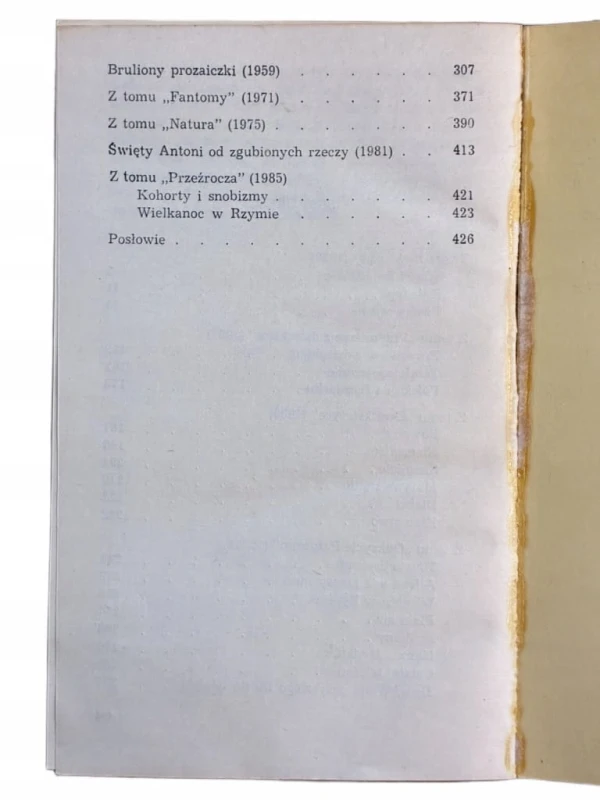 Bruliony prozaiczki (1959) . . . . . . 307
Z tomu „Fantomy" (1971) . . . . . . 371
Z tomu „Natura" (1975) . . . . . . . 390
Święty Antoni od zgubionych rzeczy (1981) . . 413
Z tomu „Przeźrocza" (1985)
Kohorty i snobizmy . . . . . . . 421
Wielkanoc w Rzymie . . . . . . 423
Posłowie . . . . . . . . . . . 426